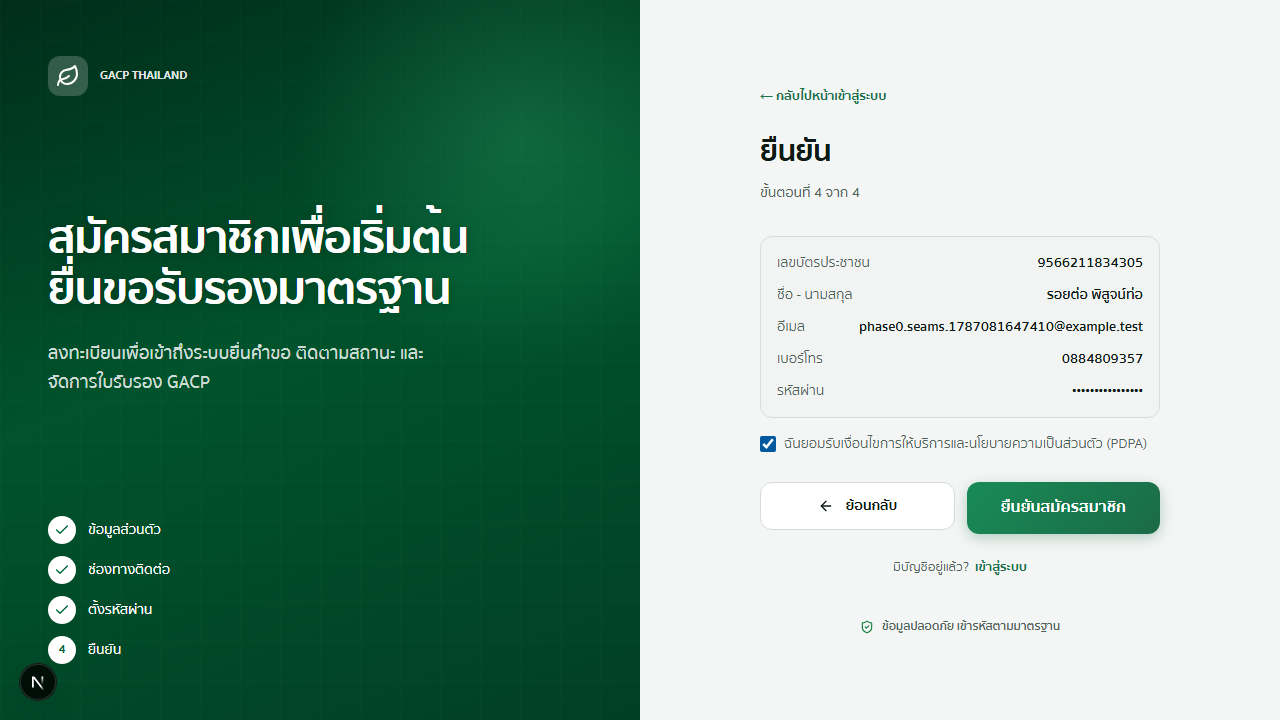 GACP THAILAND
สมัครสมาชิกเพื่อเริ่มต้น
ยื่นขอรับรองมาตรฐาน
ลงทะเบียนเพื่อเข้าถึงระบบยื่นคำขอ ติดตามสถานะ และ
จัดการใบรับรอง GACP
ข้อมูลส่วนตัว
ช่องทางติดต่อ
ตั้งรหัสผ่าน
4 ยืนยัน
N
← กลับไปหน้าเข้าสู่ระบบ
ยืนยัน
ขั้นตอนที่ 4 จาก 4
เลขบัตรประชาชน 9566211834305
ชื่อ - นามสกุล รอยต่อ พิสูจน์ท่อ
อีเมล phase0.seams.1787081647410@example.test
เบอร์โทร 0884809357
รหัสผ่าน ••••••••••••••••
ฉันยอมรับเงื่อนไขการให้บริการและนโยบายความเป็นส่วนตัว (PDPA)
← ย้อนกลับ ยืนยันสมัครสมาชิก
มีบัญชีอยู่แล้ว? เข้าสู่ระบบ
ข้อมูลปลอดภัย เข้ารหัสตามมาตรฐาน